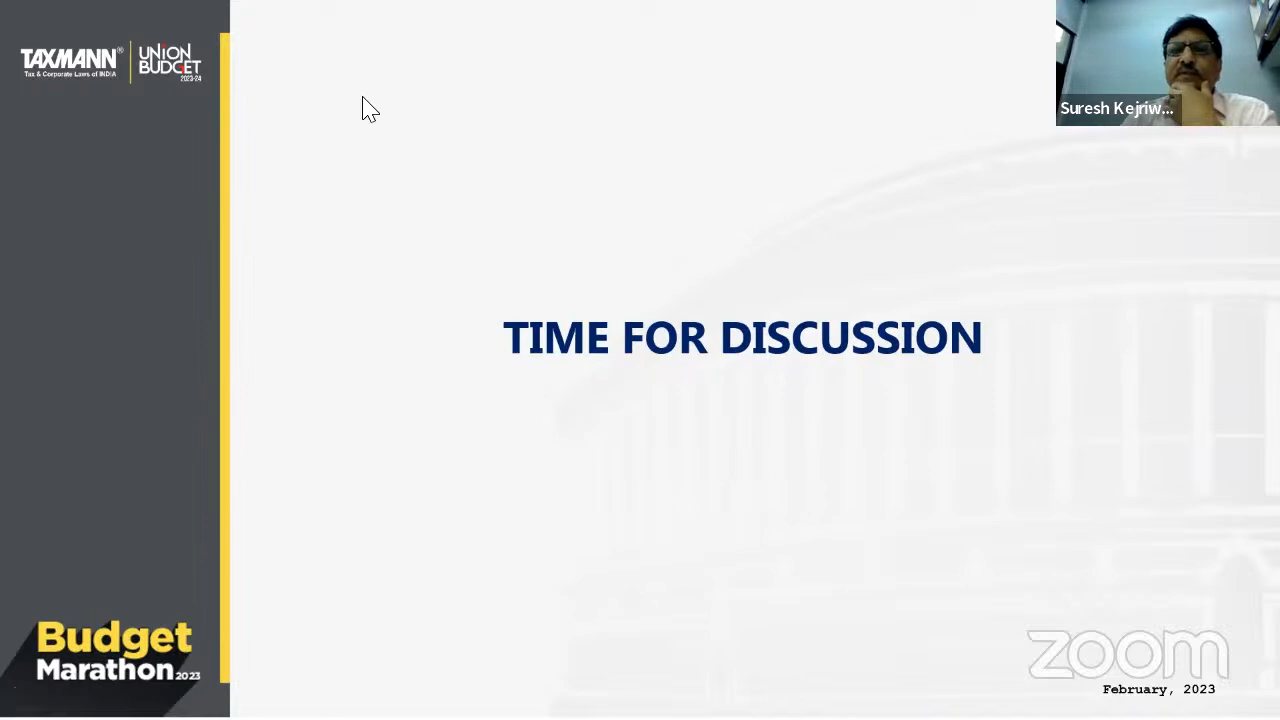 TAXMANN®
Tax & Corporate Laws of INDIA
UNION
BUDGET
2023-24
Suresh Kejriw...
TIME FOR DISCUSSION
Budget
Marathon 2023
zoom
February, 2023